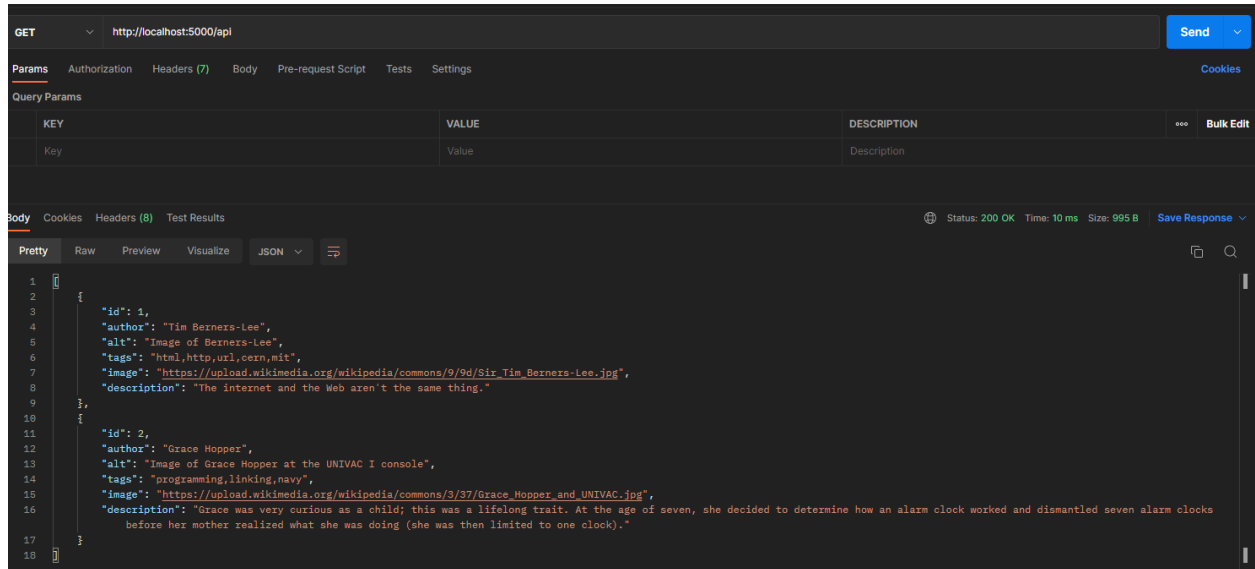 GET http://localhost:5000/api Send
Params Authorization Headers (7) Body Pre-request Script Tests Settings Cookies
Query Params
KEY VALUE DESCRIPTION ooo Bulk Edit
Key Value Description
Body Cookies Headers (8) Test Results Status: 200 OK Time: 10 ms Size: 995 B Save Response
Pretty Raw Preview Visualize JSON
1 [
2 {
3 "id": 1,
4 "author": "Tim Berners-Lee",
5 "alt": "Image of Berners-Lee",
6 "tags": "html,http,url,cern,mit",
7 "image": "https://upload.wikimedia.org/wikipedia/commons/9/9d/Sir_Tim_Berners-Lee.jpg",
8 "description": "The internet and the Web aren't the same thing."
9 },
10 {
11 "id": 2,
12 "author": "Grace Hopper",
13 "alt": "Image of Grace Hopper at the UNIVAC I console",
14 "tags": "programming,linking,navy",
15 "image": "https://upload.wikimedia.org/wikipedia/commons/3/37/Grace_Hopper_and_UNIVAC.jpg",
16 "description": "Grace was very curious as a child; this was a lifelong trait. At the age of seven, she decided to determine how an alarm clock worked and dismantled seven alarm clocks
before her mother realized what she was doing (she was then limited to one clock)."
17 }
18 ]